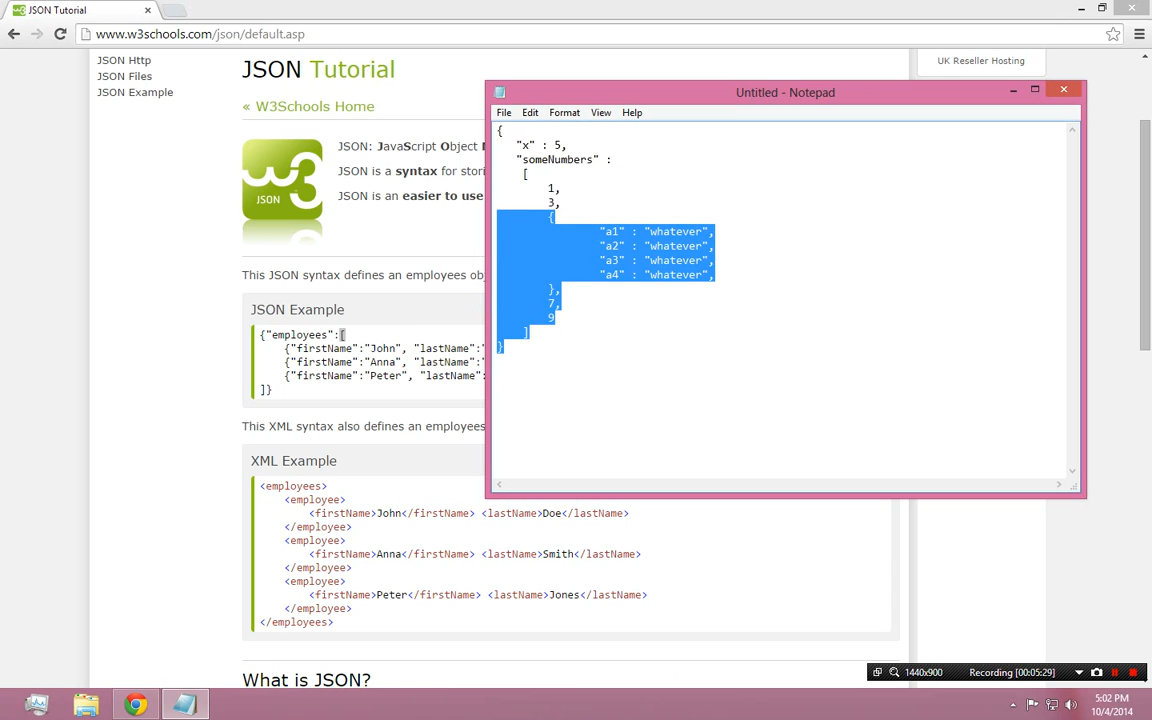 JSON Tutorial
www.w3schools.com/json/default.asp
JSON Http
JSON Files
JSON Example
JSON Tutorial
« W3Schools Home
w3
JSON
JSON: JavaScript Object
JSON is a syntax for stori
JSON is an easier to use
This JSON syntax defines an employees obj
JSON Example
{"employees":[
{"firstName":"John", "lastName":"
{"firstName":"Anna", "lastName":"
{"firstName":"Peter", "lastName":
]}
This XML syntax also defines an employees
XML Example
<employees>
<employee>
<firstName>John</firstName> <lastName>Doe</lastName>
</employee>
<employee>
<firstName>Anna</firstName> <lastName>Smith</lastName>
</employee>
<employee>
<firstName>Peter</firstName> <lastName>Jones</lastName>
</employee>
</employees>
What is JSON?
UK Reseller Hosting
Untitled - Notepad
File Edit Format View Help
{
"x" : 5,
"someNumbers" :
[
1,
3,
{
"a1" : "whatever",
"a2" : "whatever",
"a3" : "whatever",
"a4" : "whatever",
},
7,
9
]
}
1440x900 Recording [00:05:29]
5:02 PM
10/4/2014